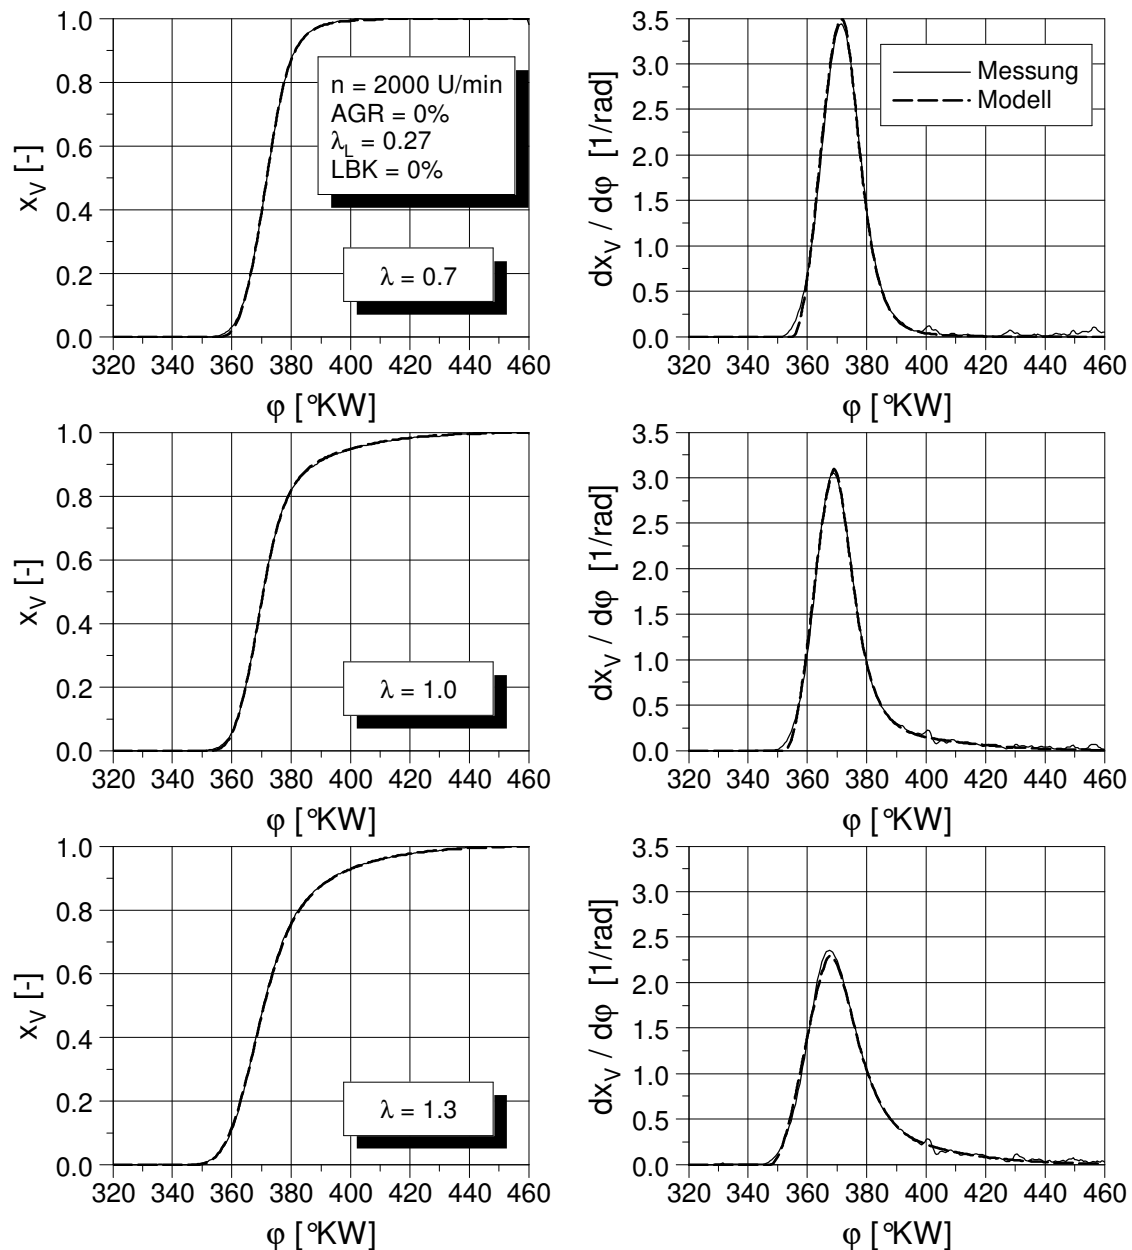 1.0
0.8
0.6
0.4
0.2
0.0
x_V [-]
n = 2000 U/min
AGR = 0%
λ_L = 0.27
LBK = 0%
λ = 0.7
320 340 360 380 400 420 440 460
φ [°KW]
3.5
3.0
2.5
2.0
1.5
1.0
0.5
0.0
dx_V / dφ [1/rad]
Messung
Modell
320 340 360 380 400 420 440 460
φ [°KW]
1.0
0.8
0.6
0.4
0.2
0.0
x_V [-]
λ = 1.0
320 340 360 380 400 420 440 460
φ [°KW]
3.5
3.0
2.5
2.0
1.5
1.0
0.5
0.0
dx_V / dφ [1/rad]
320 340 360 380 400 420 440 460
φ [°KW]
1.0
0.8
0.6
0.4
0.2
0.0
x_V [-]
λ = 1.3
320 340 360 380 400 420 440 460
φ [°KW]
3.5
3.0
2.5
2.0
1.5
1.0
0.5
0.0
dx_V / dφ [1/rad]
320 340 360 380 400 420 440 460
φ [°KW]